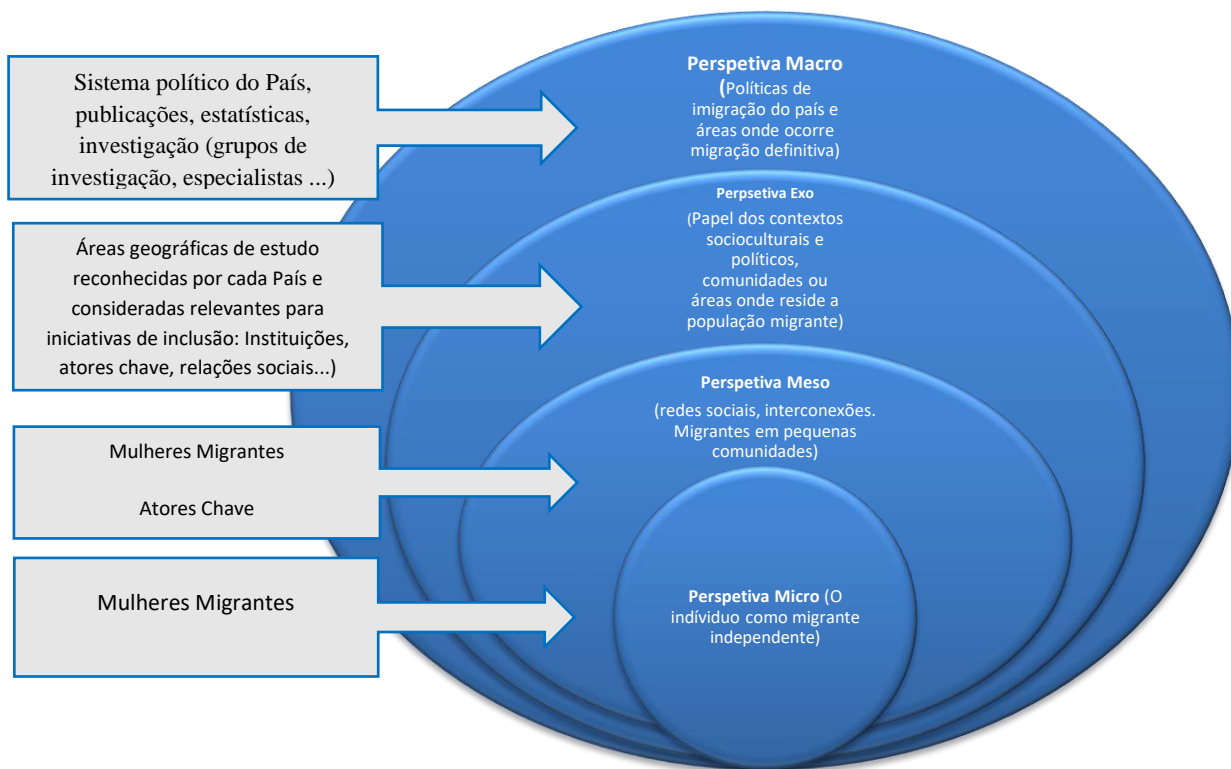 Sistema político do País,
publicações, estatísticas,
investigação (grupos de
investigação, especialistas ...)
Perspetiva Macro
(Políticas de
imigração do país e
áreas onde ocorre
migração definitiva)
Áreas geográficas de estudo
reconhecidas por cada País e
consideradas relevantes para
iniciativas de inclusão: Instituições,
atores chave, relações sociais...)
Perpsetiva Exo
(Papel dos contextos
socioculturais e
políticos,
comunidades ou
áreas onde reside a
população migrante)
Mulheres Migrantes
Atores Chave
Perspetiva Meso
(redes sociais, interconexões.
Migrantes em pequenas
comunidades)
Mulheres Migrantes
Perspetiva Micro (O
indíviduo como migrante
independente)